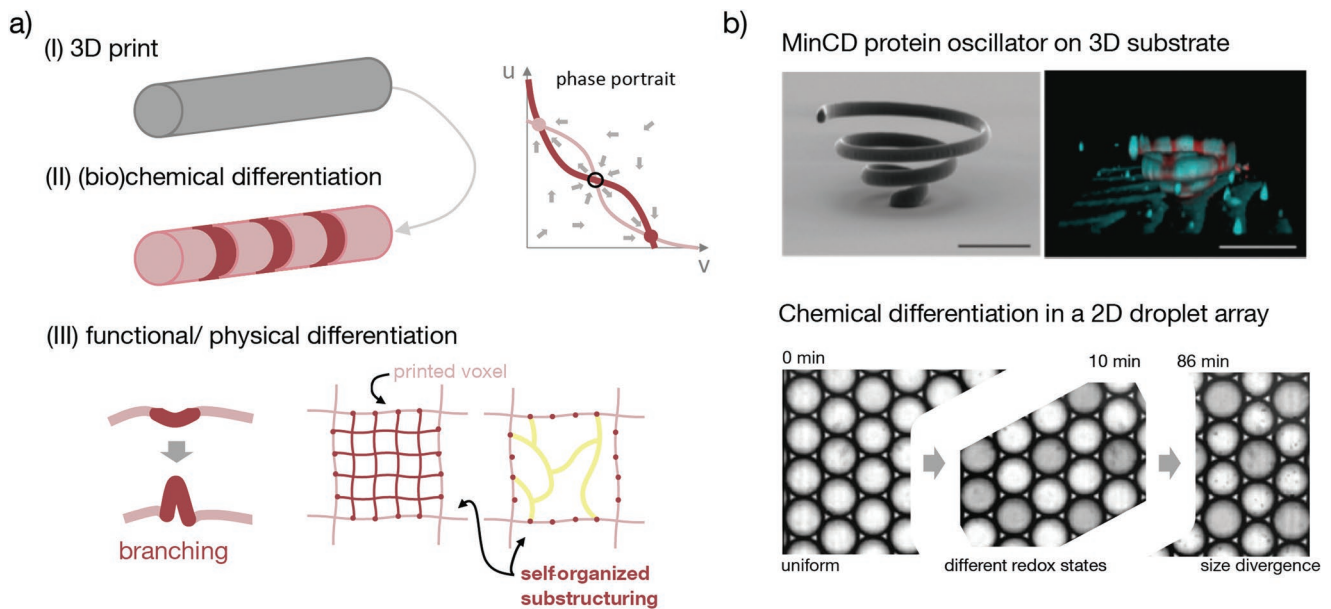 a)
(I) 3D print
phase portrait
u
v
(II) (bio)chemical differentiation
(III) functional/ physical differentiation
printed voxel
branching
self-organized
substructuring
b)
MinCD protein oscillator on 3D substrate
Chemical differentiation in a 2D droplet array
0 min
10 min
86 min
uniform
different redox states
size divergence